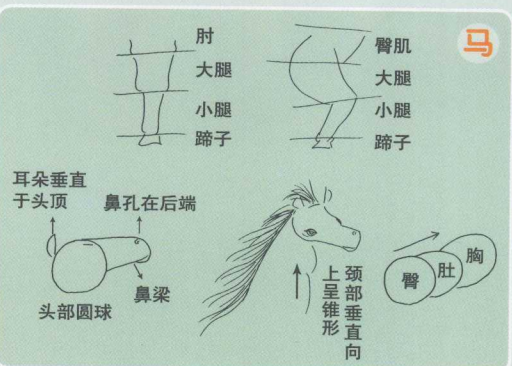 马
肘
大腿
小腿
蹄子
臀肌
大腿
小腿
蹄子
耳朵垂直
于头顶
鼻孔在后端
鼻梁
头部圆球
颈部垂直向
上呈锥形
臀
肚
胸